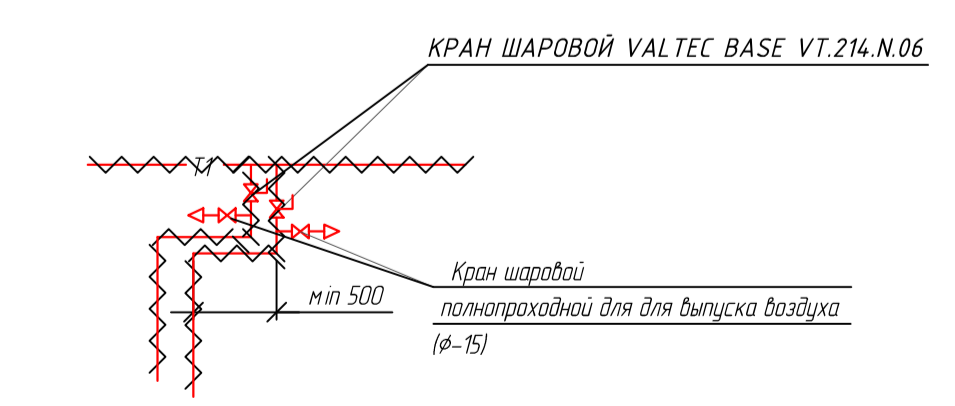 КРАН ШАРОВОЙ VALTEC BASE VT.214.N.06
Т1
Кран шаровой
min 500
полнопроходной для для выпуска воздуха
(ϕ-15)